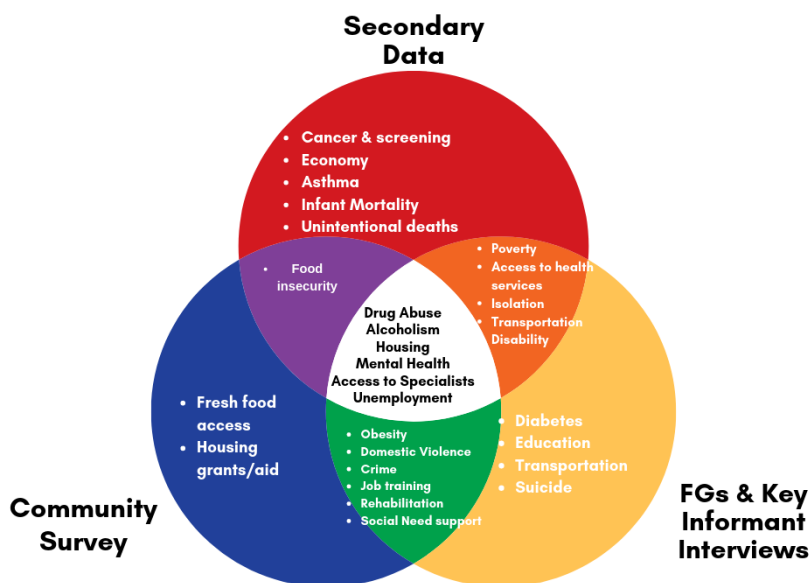 Secondary
Data
• Cancer & screening
• Economy
• Asthma
• Infant Mortality
• Unintentional deaths
• Food
insecurity
• Poverty
• Access to health
services
• Isolation
• Transportation
Disability
Drug Abuse
Alcoholism
Housing
Mental Health
Access to Specialists
Unemployment
• Fresh food
access
• Housing
grants/aid
• Obesity
• Domestic Violence
• Crime
• Job training
• Rehabilitation
• Social Need support
• Diabetes
• Education
• Transportation
• Suicide
Community
Survey
FGs & Key
Informant
Interviews